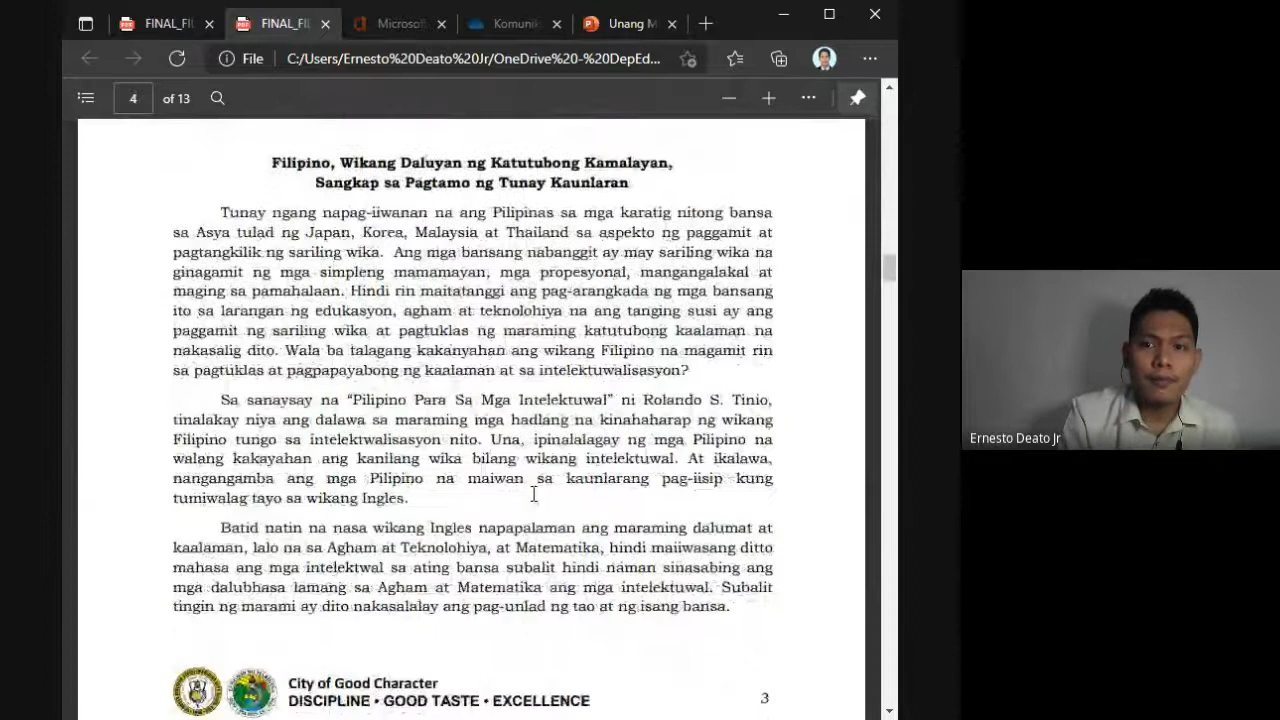 FINAL_FII
FINAL_FII
Microsof
Komunik
Unang M
File
C:/Users/Ernesto%20Deato%20Jr/OneDrive%20-%20DepEd...
4 of 13
Filipino, Wikang Daluyan ng Katutubong Kamalayan,
Sangkap sa Pagtamo ng Tunay Kaunlaran
Tunay ngang napag-iiwanan na ang Pilipinas sa mga karatig nitong bansa
sa Asya tulad ng Japan, Korea, Malaysia at Thailand sa aspekto ng paggamit at
pagtangkilik ng sariling wika. Ang mga bansang nabanggit ay may sariling wika na
ginagamit ng mga simpleng mamamayan, mga propesyonal, mangangalakal at
maging sa pamahalaan. Hindi rin maitatanggi ang pag-arangkada ng mga bansang
ito sa larangan ng edukasyon, agham at teknolohiya na ang tanging susi ay ang
paggamit ng sariling wika at pagtuklas ng maraming katutubong kaalaman na
nakasalig dito. Wala ba talagang kakanyahan ang wikang Filipino na magamit rin
sa pagtuklas at pagpapayabong ng kaalaman at sa intelektuwalisasyon?
Sa sanaysay na “Pilipino Para Sa Mga Intelektuwal” ni Rolando S. Tinio,
tinalakay niya ang dalawa sa maraming mga hadlang na kinahaharap ng wikang
Filipino tungo sa intelektwalisasyon nito. Una, ipinalalagay ng mga Pilipino na
walang kakayahan ang kanilang wika bilang wikang intelektuwal. At ikalawa,
nangangamba ang mga Pilipino na maiwan sa kaunlarang pag-iisip kung
tumiwalag tayo sa wikang Ingles.
Batid natin na nasa wikang Ingles napapalaman ang maraming dalumat at
kaalaman, lalo na sa Agham at Teknolohiya, at Matematika, hindi maiiwasang ditto
mahasa ang mga intelektwal sa ating bansa subalit hindi naman sinasabing ang
mga dalubhasa lamang sa Agham at Matematika ang mga intelektuwal. Subalit
tingin ng marami ay dito nakasalalay ang pag-unlad ng tao at ng isang bansa.
City of Good Character
DISCIPLINE • GOOD TASTE • EXCELLENCE
3
Ernesto Deato Jr